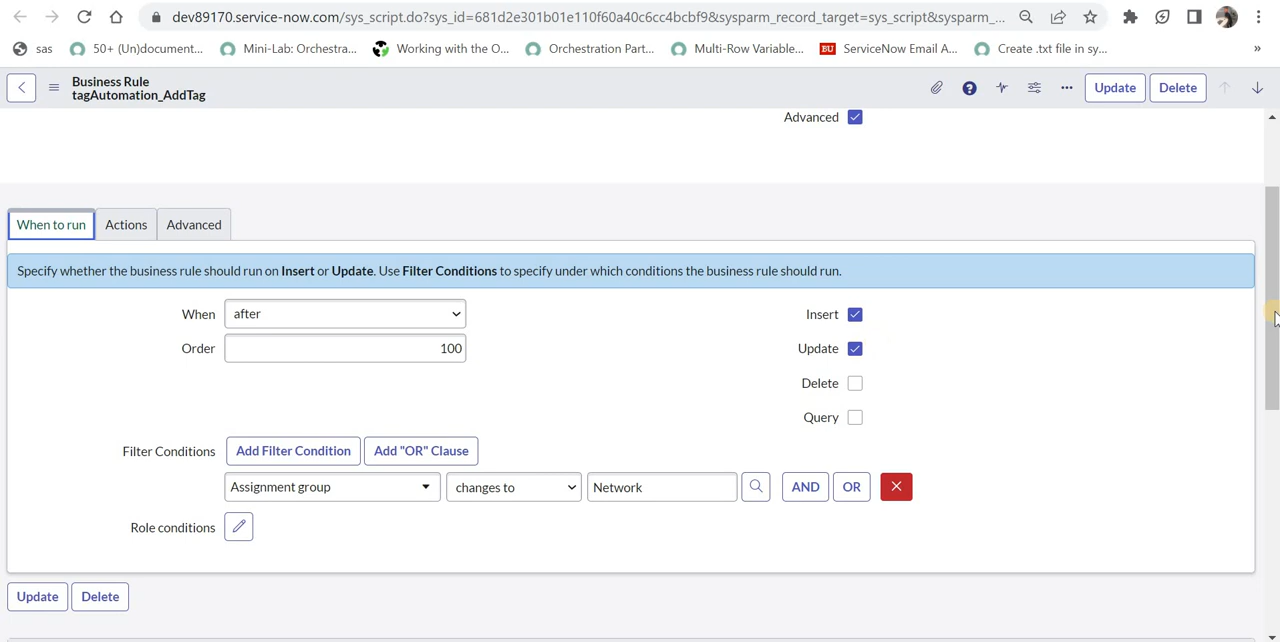 dev89170.service-now.com/sys_script.do?sys_id=681d2e301b01e110f60a40c6cc4bcbf9&sysparm_record_target=sys_script&sysparm_...
sas
50+ (Un)document...
Mini-Lab: Orchestra...
Working with the O...
Orchestration Part...
Multi-Row Variable...
BU ServiceNow Email A...
Create .txt file in sy...
»
Business Rule
tagAutomation_AddTag
Update
Delete
Advanced
When to run
Actions
Advanced
Specify whether the business rule should run on Insert or Update. Use Filter Conditions to specify under which conditions the business rule should run.
When after
Insert
Order 100
Update
Delete
Query
Filter Conditions Add Filter Condition Add "OR" Clause
Assignment group changes to Network AND OR
Role conditions
Update Delete